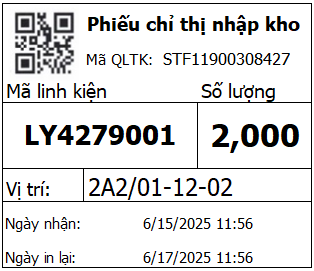 Phiếu chỉ thị nhập kho
Mã QLTK: STF11900308427
Mã linh kiện Số lượng
LY4279001 2,000
Vị trí: 2A2/01-12-02
Ngày nhận: 6/15/2025 11:56
Ngày in lại: 6/17/2025 11:56